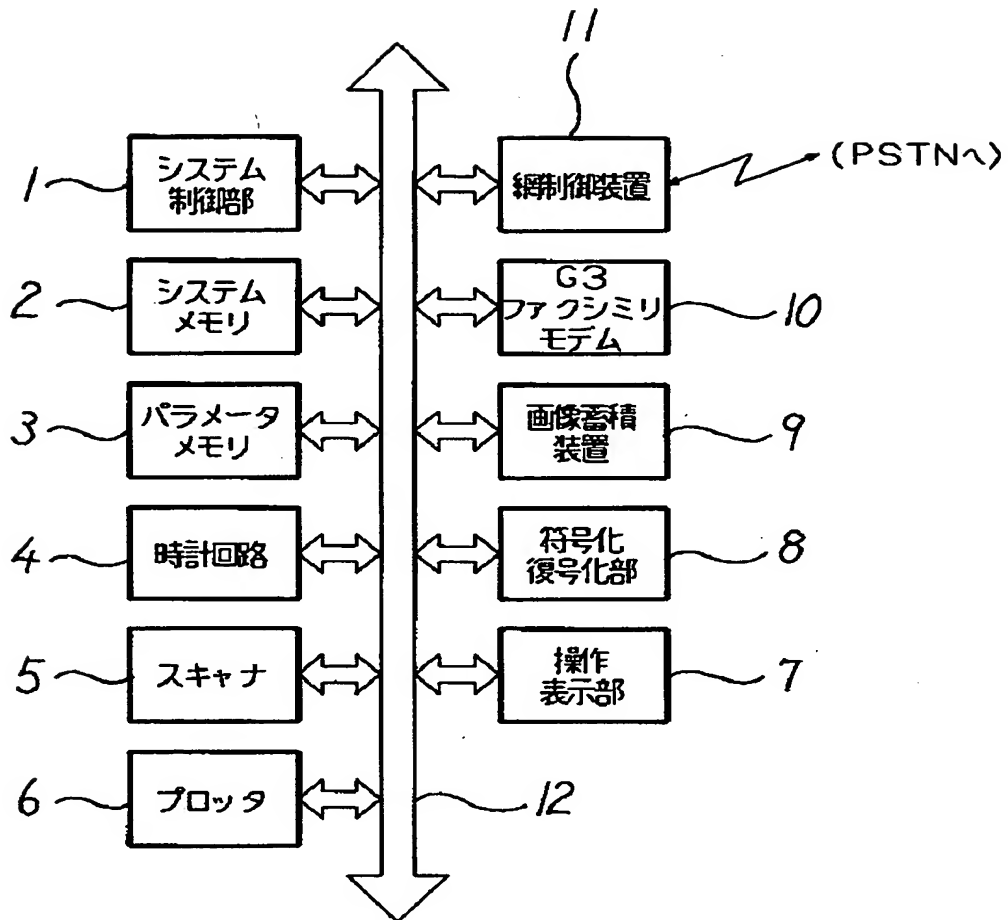 11
1
システム
制御部
網制御装置
(PSTNへ)
2
システム
メモリ
G3
ファクシミリ
モデム
10
3
パラメータ
メモリ
画像蓄積
装置
9
4
時計回路
符号化
復号化部
8
5
スキャナ
操作
表示部
7
6
プロッタ
12